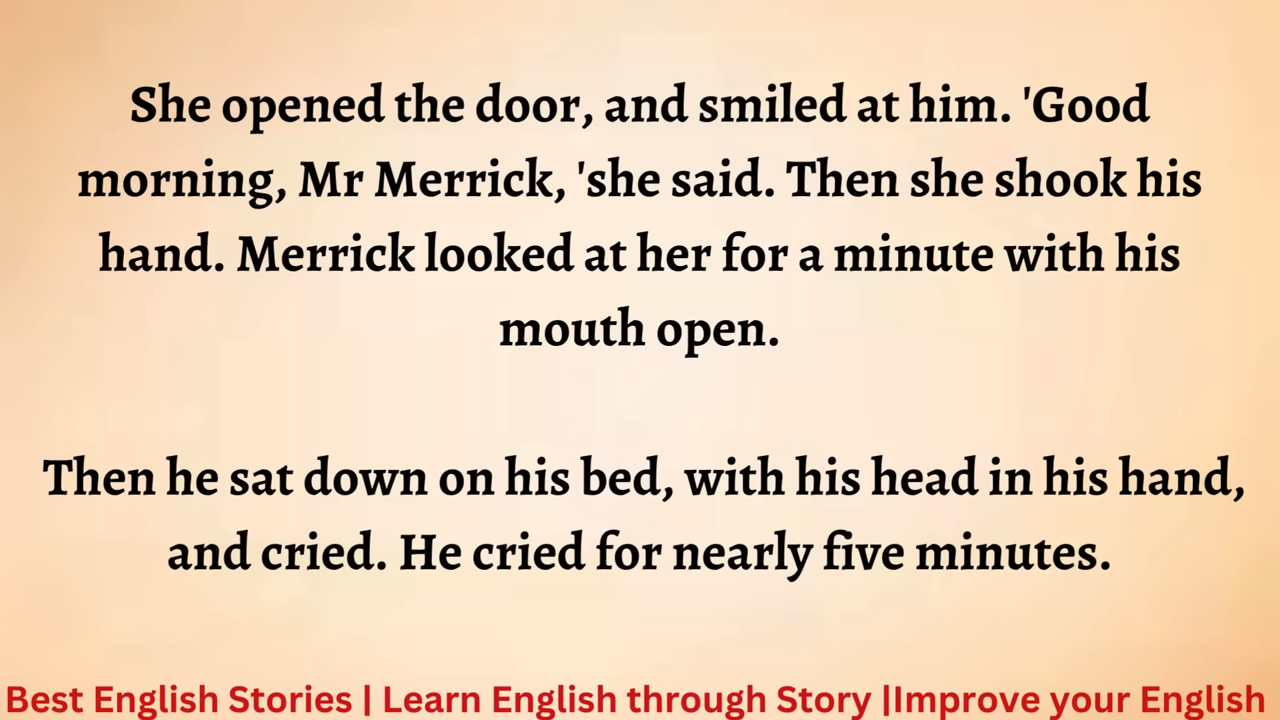 She opened the door, and smiled at him. 'Good
morning, Mr Merrick, 'she said. Then she shook his
hand. Merrick looked at her for a minute with his
mouth open.
Then he sat down on his bed, with his head in his hand,
and cried. He cried for nearly five minutes.
Best English Stories | Learn English through Story |Improve your English